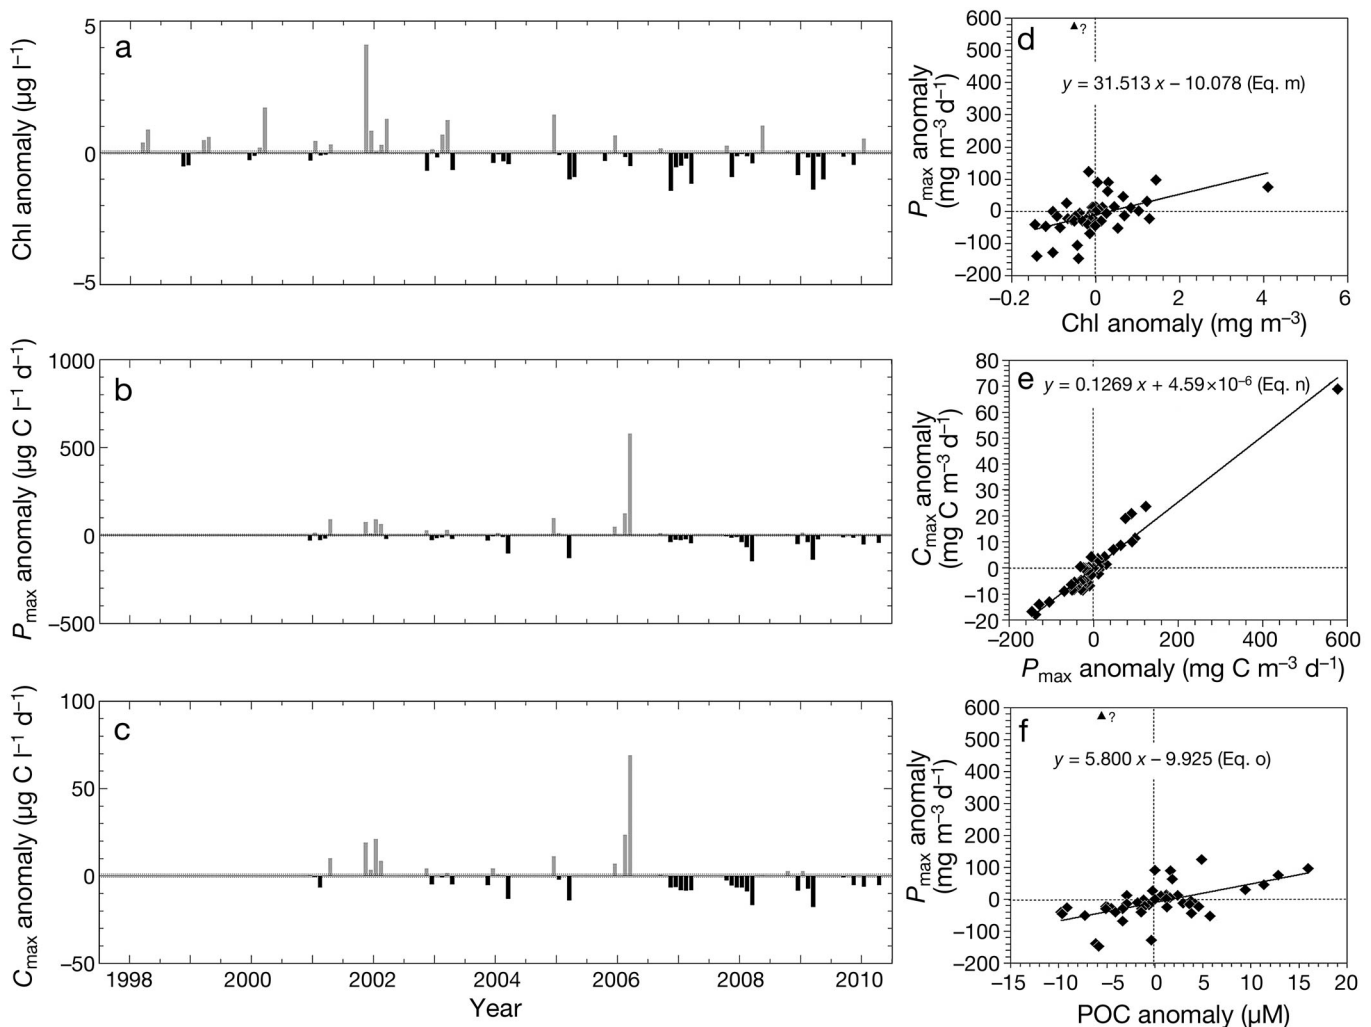 a
5
0
–5
Chl anomaly (µg l–1)
b
1000
500
0
–500
Pmax anomaly (µg C l–1 d–1)
c
100
50
0
–50
Cmax anomaly (µg C l–1 d–1)
1998 2000 2002 2004 2006 2008 2010
Year
d
?
y = 31.513 x – 10.078 (Eq. m)
600
500
400
300
200
100
0
–100
–200
Pmax anomaly
(mg m–3 d–1)
–0.2 0 2 4 6
Chl anomaly (mg m–3)
e
y = 0.1269 x + 4.59×10–6 (Eq. n)
80
70
60
50
40
30
20
10
0
–10
–20
Cmax anomaly
(mg C m–3 d–1)
–200 0 200 400 600
Pmax anomaly (mg C m–3 d–1)
f
?
y = 5.800 x – 9.925 (Eq. o)
600
500
400
300
200
100
0
–100
–200
Pmax anomaly
(mg m–3 d–1)
–15 –10 –5 0 5 10 15 20
POC anomaly (µM)